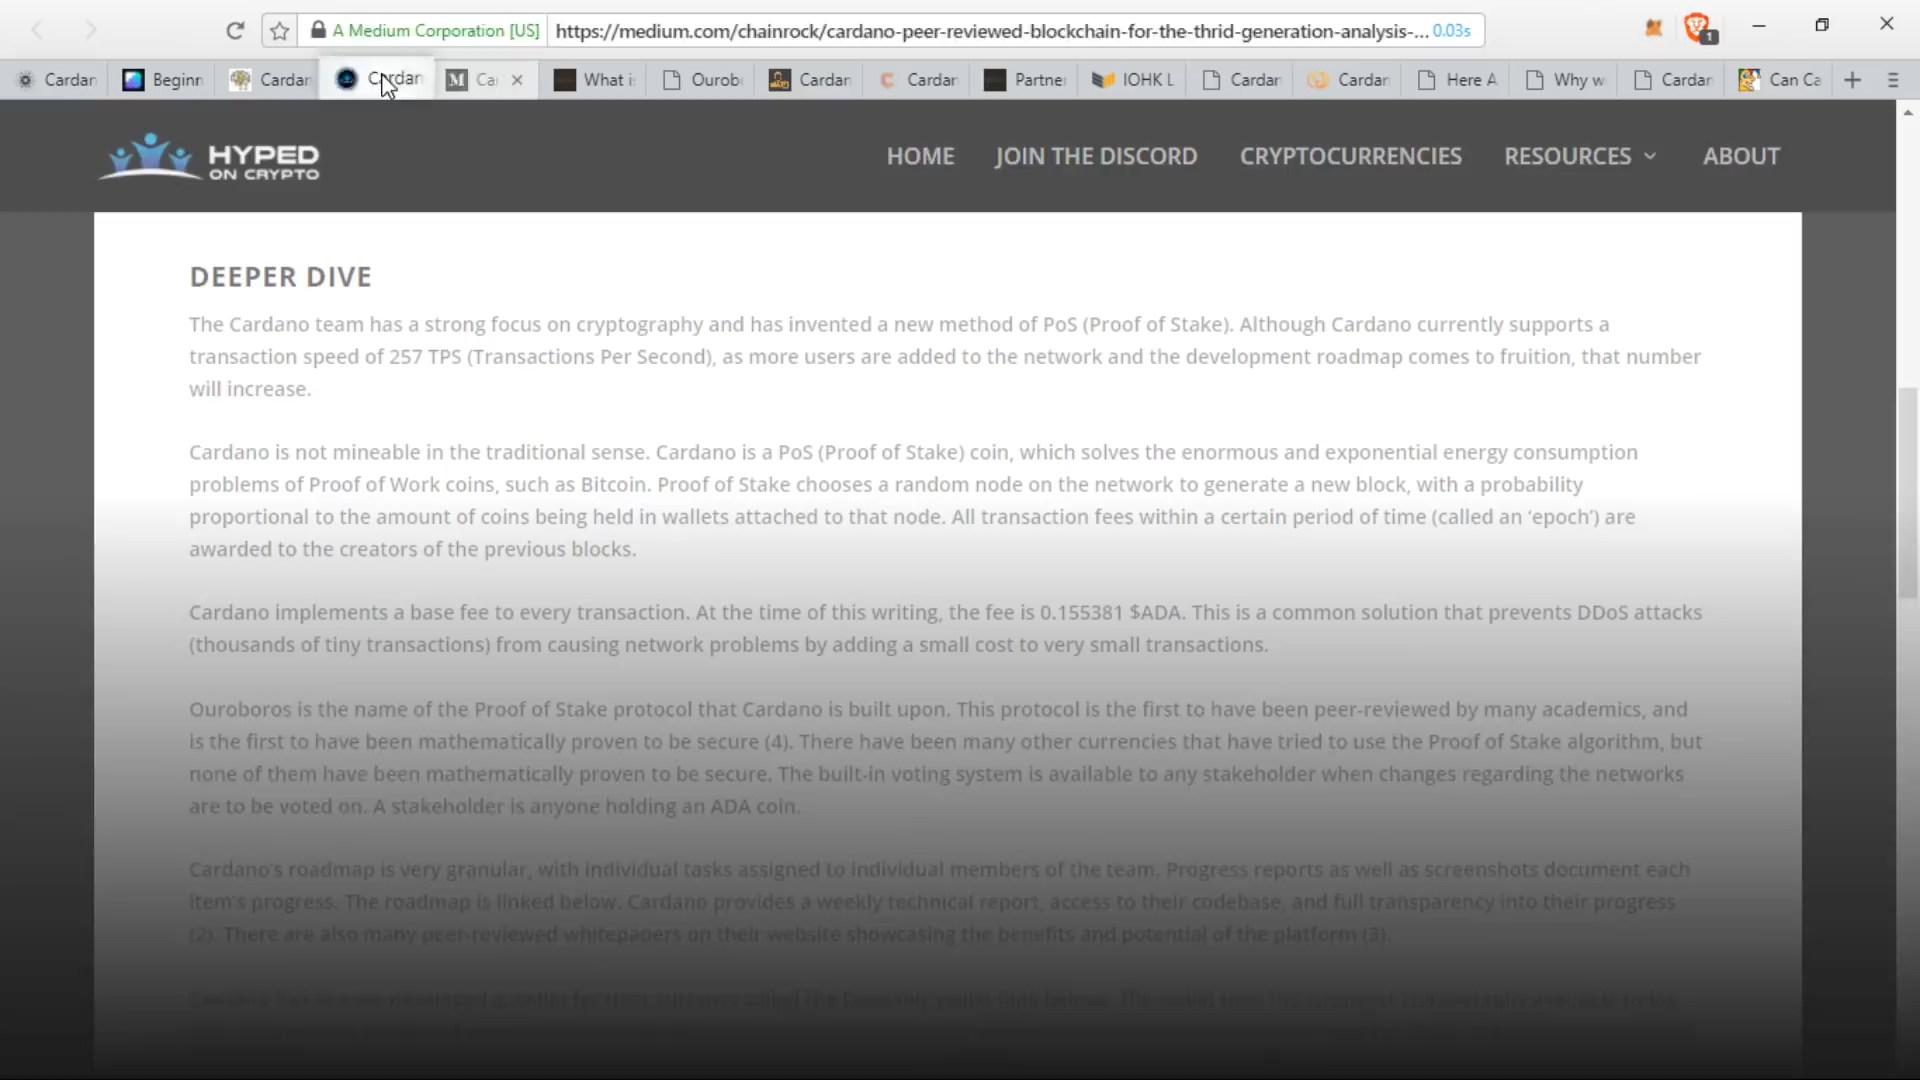 A Medium Corporation [US]
https://medium.com/chainrock/cardano-peer-reviewed-blockchain-for-the-thrid-generation-analysis-...
0.03s
1
Cardan
Beginn
Cardan
Cardan
Ca
What i
Ourob
Cardan
Cardan
Partne
IOHK L
Cardan
Cardan
Here A
Why w
Cardan
Can Ca
HYPED
ON CRYPTO
HOME
JOIN THE DISCORD
CRYPTOCURRENCIES
RESOURCES
ABOUT
DEEPER DIVE
The Cardano team has a strong focus on cryptography and has invented a new method of PoS (Proof of Stake). Although Cardano currently supports a
transaction speed of 257 TPS (Transactions Per Second), as more users are added to the network and the development roadmap comes to fruition, that number
will increase.
Cardano is not mineable in the traditional sense. Cardano is a PoS (Proof of Stake) coin, which solves the enormous and exponential energy consumption
problems of Proof of Work coins, such as Bitcoin. Proof of Stake chooses a random node on the network to generate a new block, with a probability
proportional to the amount of coins being held in wallets attached to that node. All transaction fees within a certain period of time (called an ‘epoch’) are
awarded to the creators of the previous blocks.
Cardano implements a base fee to every transaction. At the time of this writing, the fee is 0.155381 $ADA. This is a common solution that prevents DDoS attacks
(thousands of tiny transactions) from causing network problems by adding a small cost to very small transactions.
Ouroboros is the name of the Proof of Stake protocol that Cardano is built upon. This protocol is the first to have been peer-reviewed by many academics, and
is the first to have been mathematically proven to be secure (4). There have been many other currencies that have tried to use the Proof of Stake algorithm, but
none of them have been mathematically proven to be secure. The built-in voting system is available to any stakeholder when changes regarding the networks
are to be voted on. A stakeholder is anyone holding an ADA coin.
Cardano's roadmap is very granular, with individual tasks assigned to individual members of the team. Progress reports as well as screenshots document each
item's progress. The roadmap is linked below. Cardano provides a weekly technical report, access to their codebase, and full transparency into their progress
(2). There are also many peer-reviewed whitepapers on their website showcasing the benefits and potential of the platform (3).